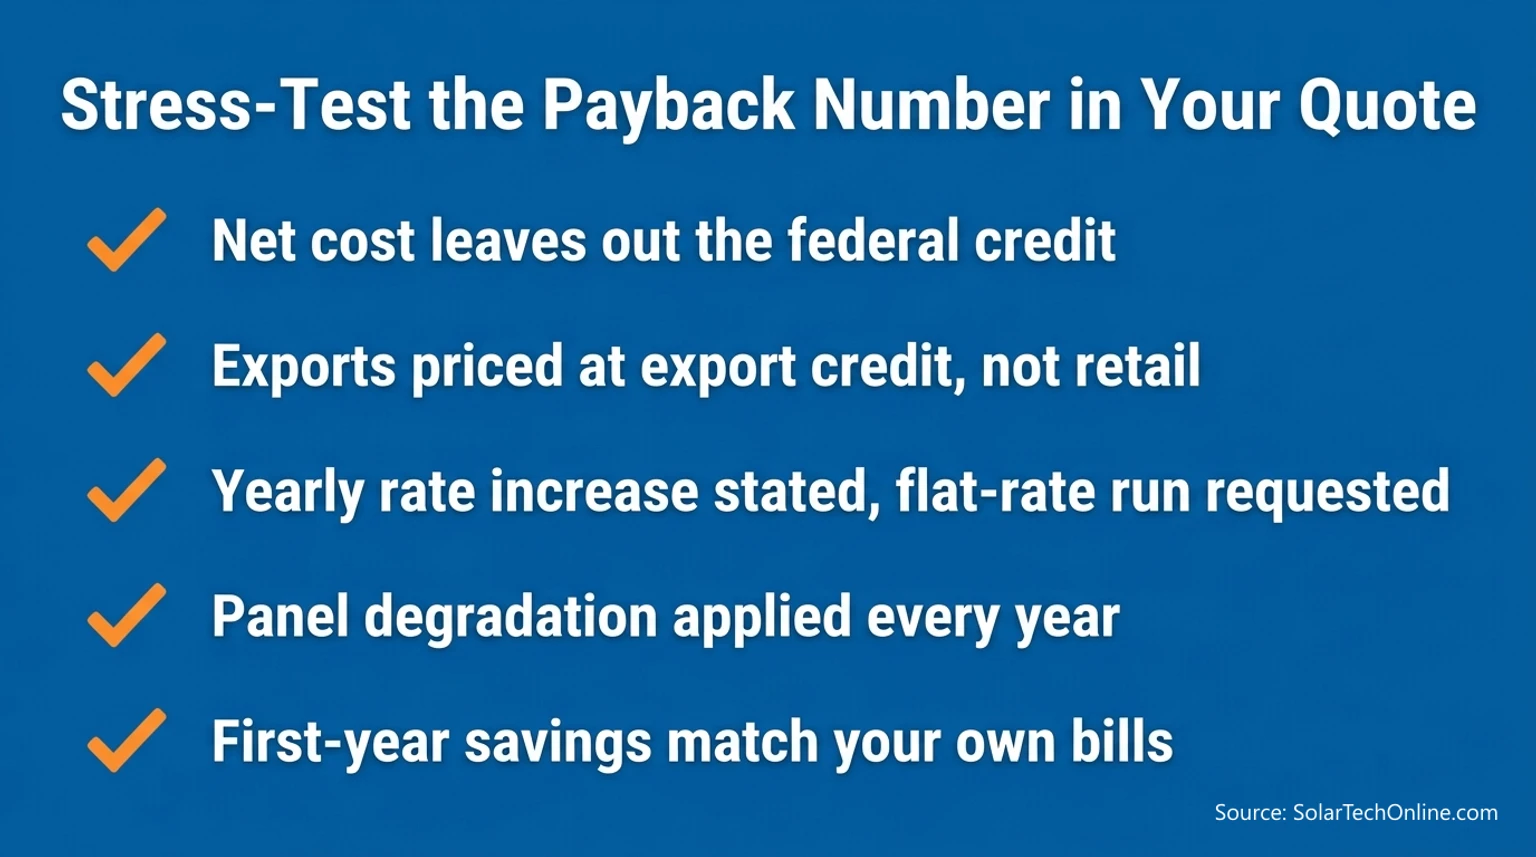 Stress-Test the Payback Number in Your Quote
Net cost leaves out the federal credit
Exports priced at export credit, not retail
Yearly rate increase stated, flat-rate run requested
Panel degradation applied every year
First-year savings match your own bills
Source: SolarTechOnline.com